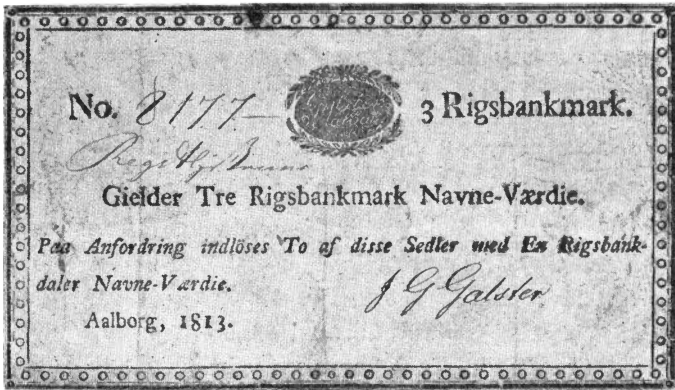 No. 8177 3 Rigsbankmark.
Gielder Tre Rigsbankmark Navne-Værdie.
Paa Anfordring indlöses To af disse Sedler med En Rigsbank-
daler Navne-Værdie.
J G Galster
Aalborg, 1813.